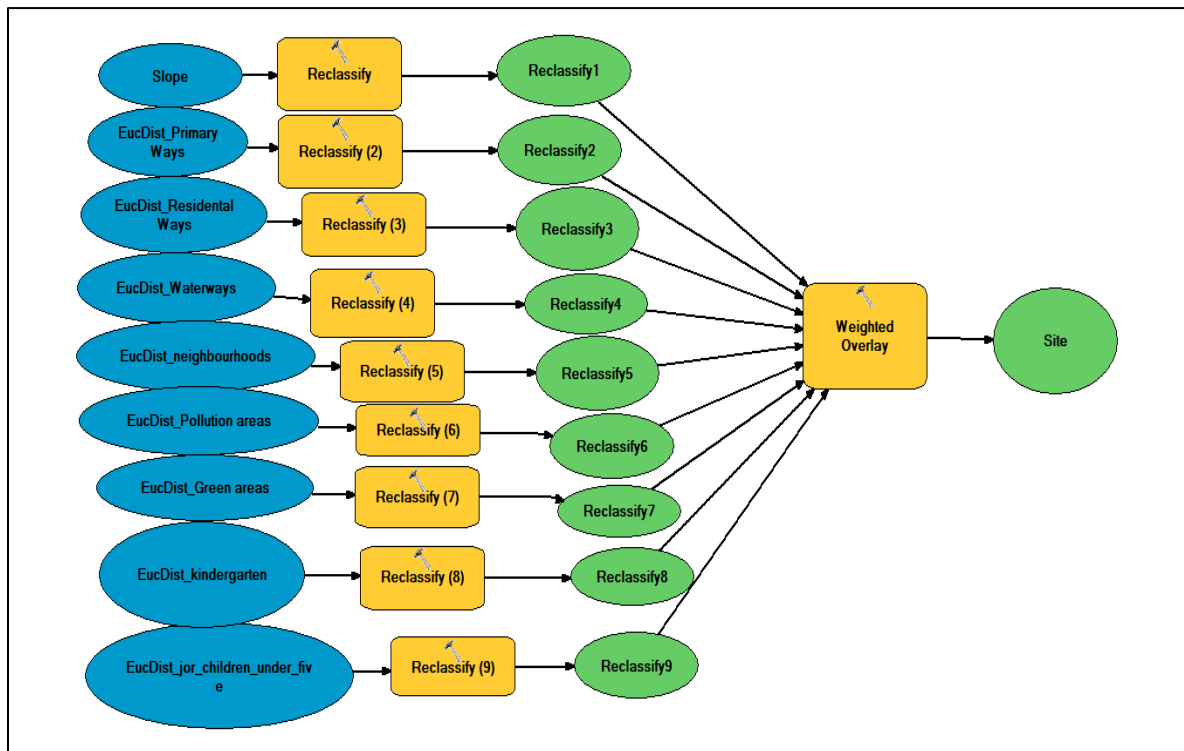 Slope
Reclassify
Reclassify1
EucDist_Primary
Ways
Reclassify (2)
Reclassify2
EucDist_Residental
Ways
Reclassify (3)
Reclassify3
EucDist_Waterways
Reclassify (4)
Reclassify4
EucDist_neighbourhoods
Reclassify (5)
Reclassify5
EucDist_Pollution areas
Reclassify (6)
Reclassify6
EucDist_Green areas
Reclassify (7)
Reclassify7
EucDist_kindergarten
Reclassify (8)
Reclassify8
EucDist_jor_children_under_fiv
e
Reclassify (9)
Reclassify9
Weighted
Overlay
Site